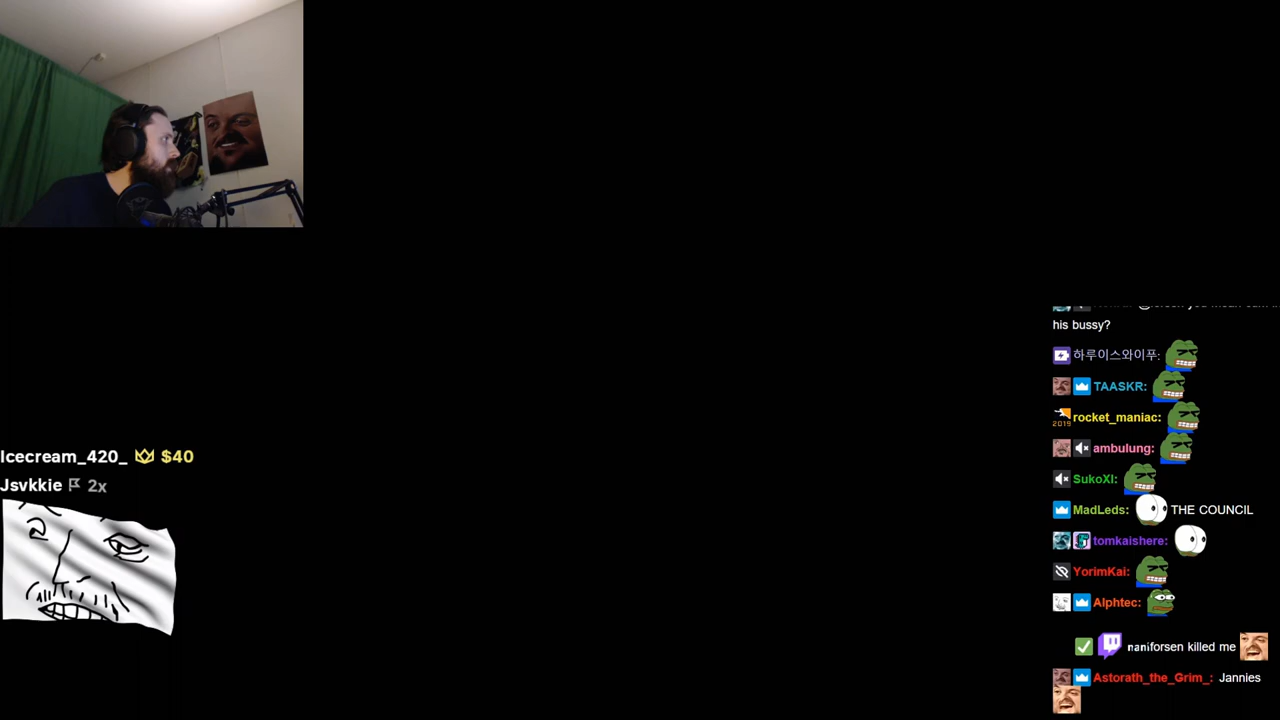 his bussy?
하루이스와이푸:
TAASKR:
2019 rocket_maniac:
ambulung:
SukoXI:
MadLeds: THE COUNCIL
tomkaishere:
YorimKai:
Alphtec:
naniforsen killed me
Astorath_the_Grim_: Jannies
Icecream_420_ $40
Jsvkkie 2x